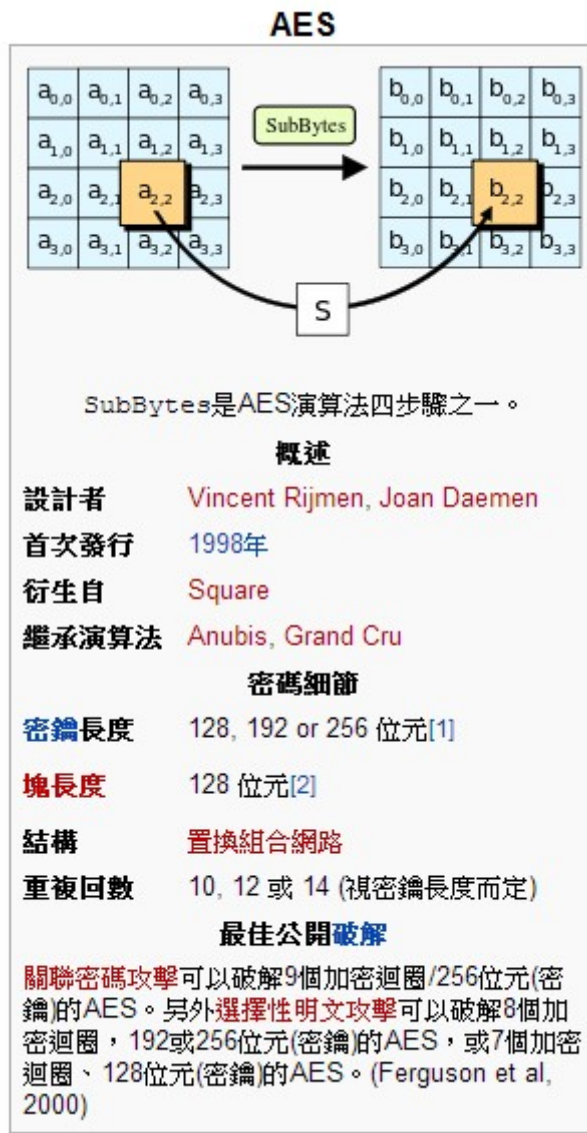 AES
a0,0 a0,1 a0,2 a0,3 b0,0 b0,1 b0,2 b0,3
SubBytes
a1,0 a1,1 a1,2 a1,3 b1,0 b1,1 b1,2 b1,3
a2,0 a2,1 a2,2 a2,3 b2,0 b2,1 b2,2 b2,3
a3,0 a3,1 a3,2 a3,3 b3,0 b3,1 b3,2 b3,3
S
SubBytes是AES演算法四步驟之一。
概述
設計者 Vincent Rijmen, Joan Daemen
首次發行 1998年
衍生自 Square
繼承演算法 Anubis, Grand Cru
密碼細節
密鑰長度 128, 192 or 256 位元[1]
塊長度 128 位元[2]
結構 置換組合網路
重複回數 10, 12 或 14 (視密鑰長度而定)
最佳公開破解
關聯密碼攻擊可以破解9個加密迴圈/256位元(密
鑰)的AES。另外選擇性明文攻擊可以破解8個加
密迴圈，192或256位元(密鑰)的AES，或7個加密
迴圈、128位元(密鑰)的AES。(Ferguson et al,
2000)